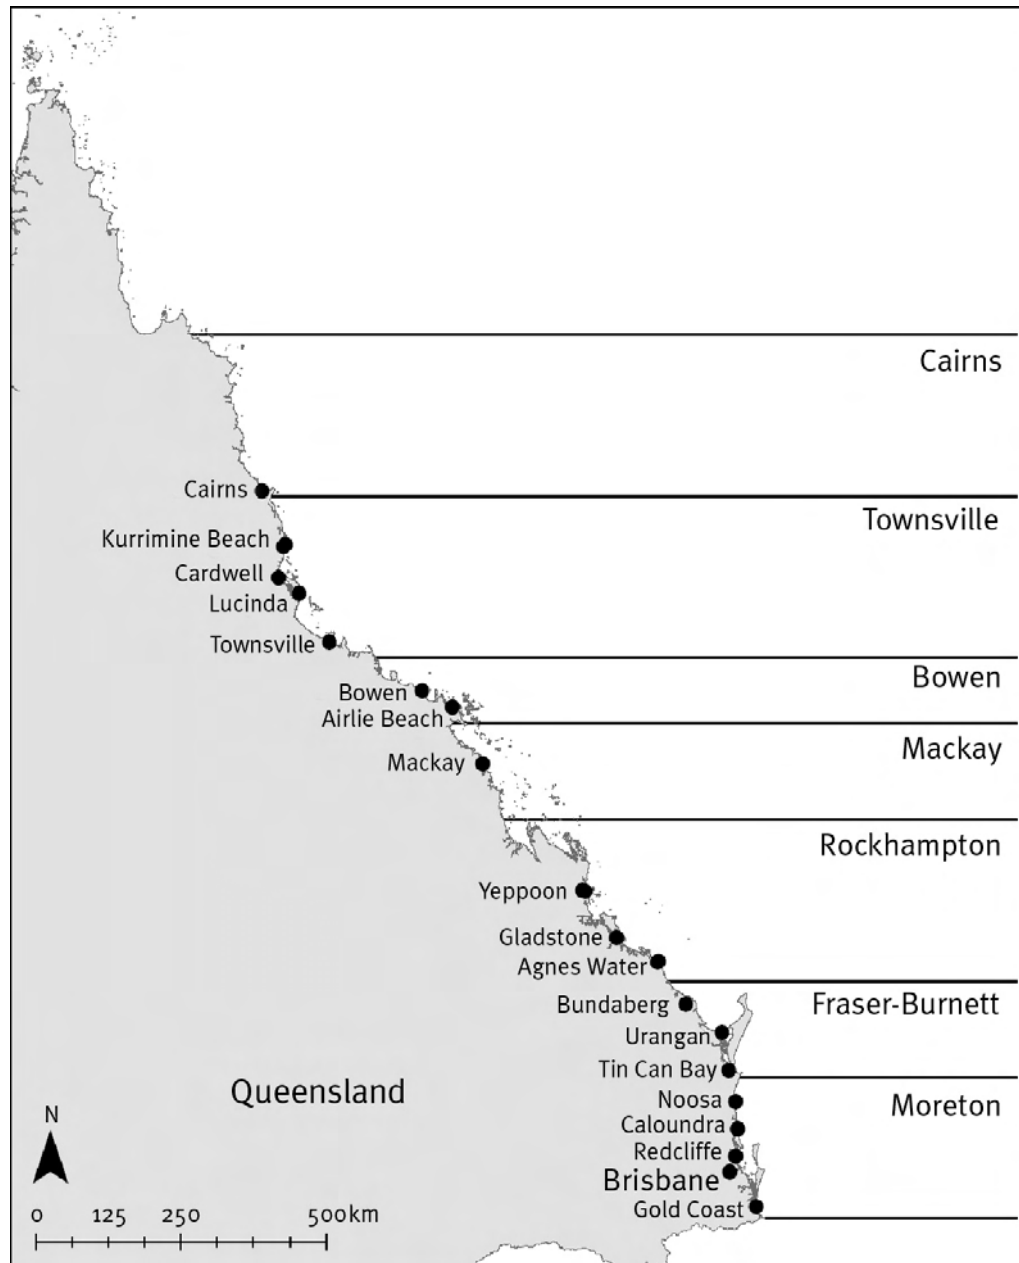 Cairns
Cairns
Townsville
Kurrimine Beach
Cardwell
Lucinda
Townsville
Bowen
Bowen
Airlie Beach
Mackay
Mackay
Rockhampton
Yeppoon
Gladstone
Agnes Water
Fraser-Burnett
Bundaberg
Urangan
Tin Can Bay
Queensland
Noosa
Moreton
N
Caloundra
Redcliffe
Brisbane
Gold Coast
0 125 250 500km